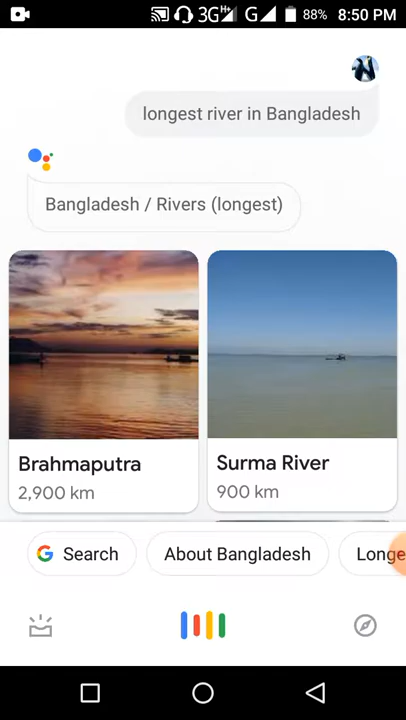 3G H+ G 88% 8:50 PM
longest river in Bangladesh
Bangladesh / Rivers (longest)
Brahmaputra
2,900 km
Surma River
900 km
G Search
About Bangladesh
Longe